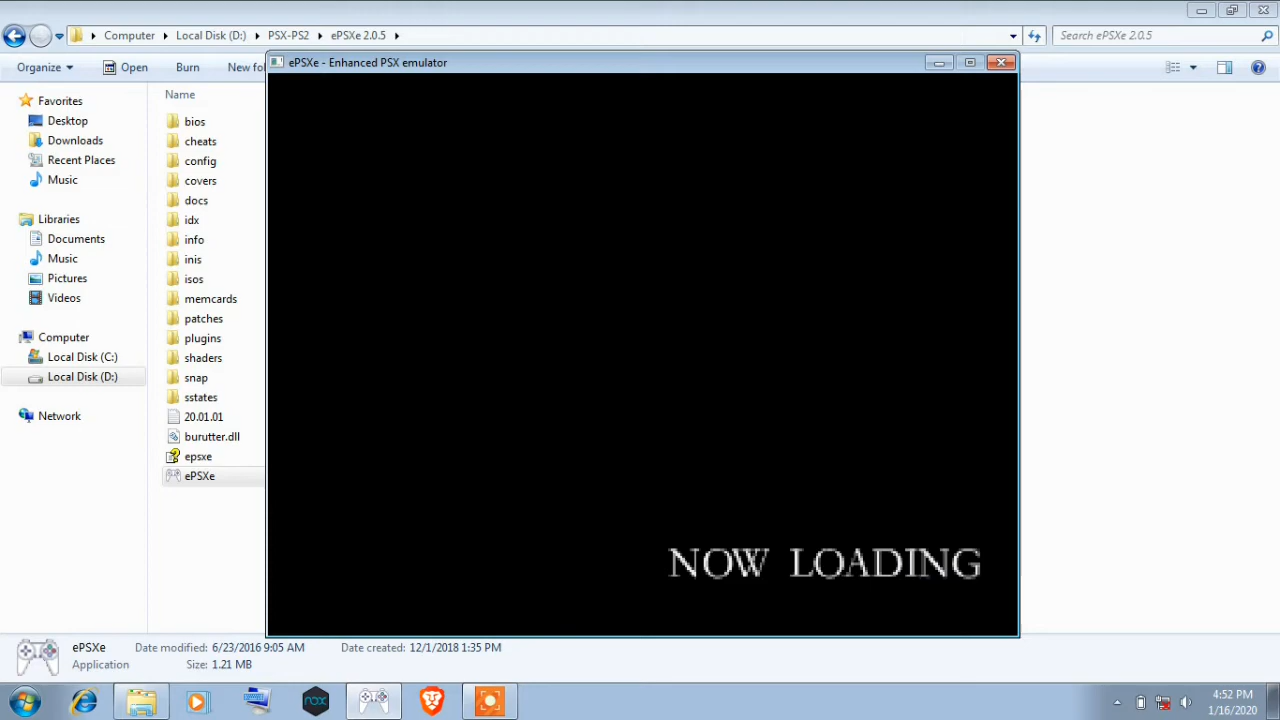 Computer Local Disk (D:) PSX-PS2 ePSXe 2.0.5
Search ePSXe 2.0.5
Organize Open Burn New fol
ePSXe - Enhanced PSX emulator
Favorites
Desktop
Downloads
Recent Places
Music
Libraries
Documents
Music
Pictures
Videos
Computer
Local Disk (C:)
Local Disk (D:)
Network
Name
bios
cheats
config
covers
docs
idx
info
inis
isos
memcards
patches
plugins
shaders
snap
sstates
20.01.01
burutter.dll
epsxe
ePSXe
NOW LOADING
ePSXe Date modified: 6/23/2016 9:05 AM Date created: 12/1/2018 1:35 PM
Application Size: 1.21 MB
nox
4:52 PM
1/16/2020